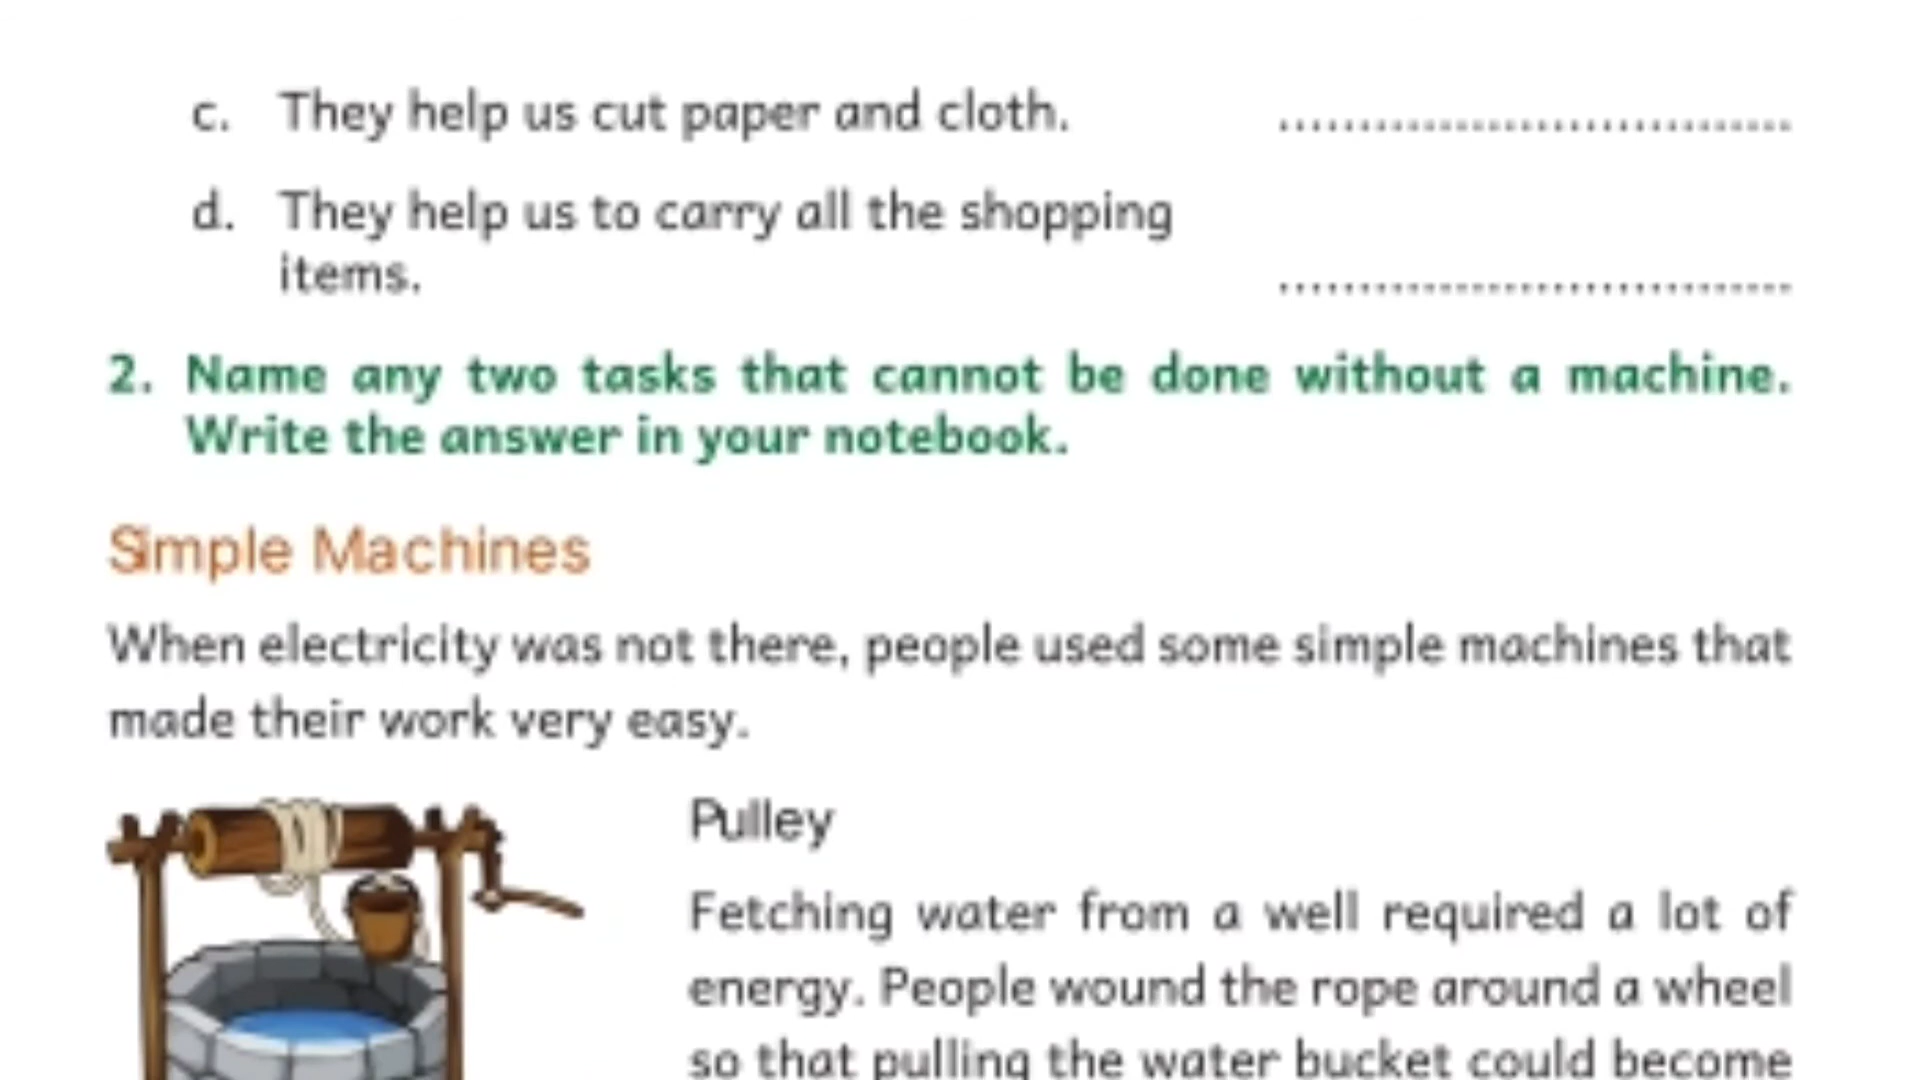 c. They help us cut paper and cloth. ................................
d. They help us to carry all the shopping
items. ................................
2. Name any two tasks that cannot be done without a machine.
Write the answer in your notebook.
Simple Machines
When electricity was not there, people used some simple machines that
made their work very easy.
Pulley
Fetching water from a well required a lot of
energy. People wound the rope around a wheel
so that pulling the water bucket could become